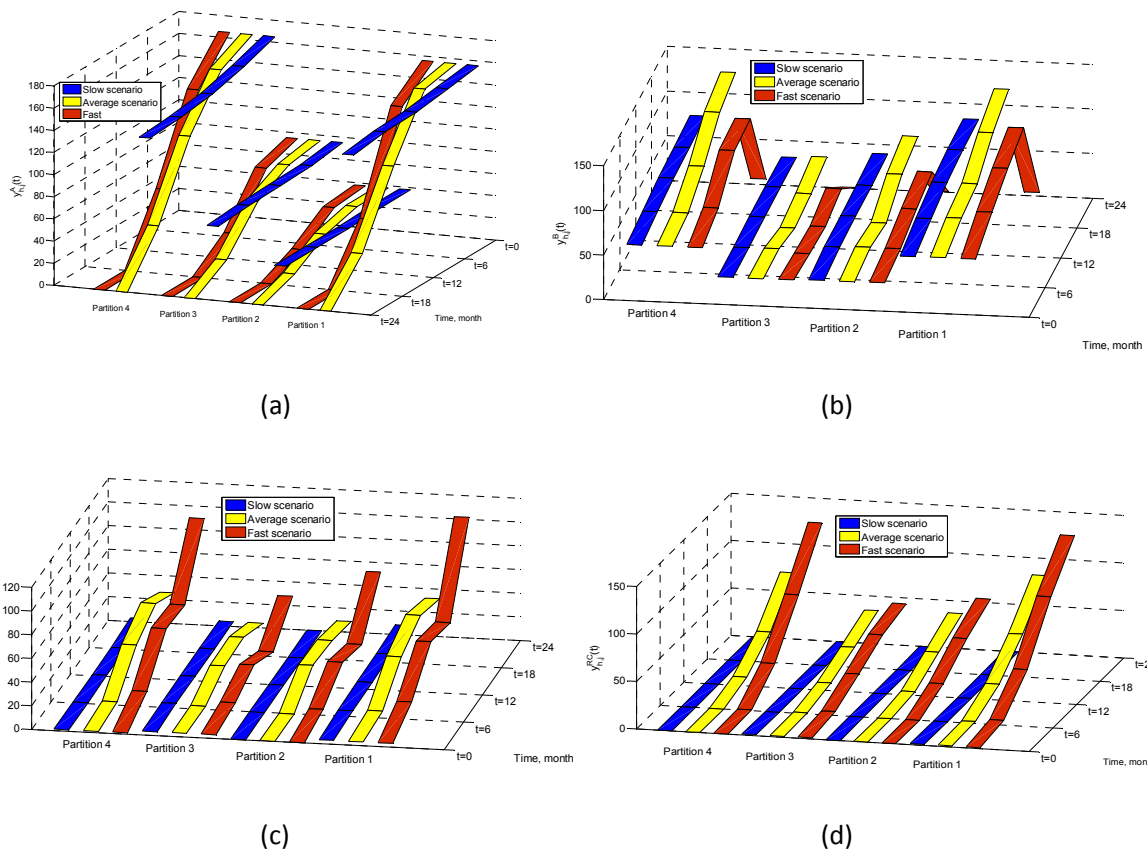 180
160
140
120
100
80
60
40
20
0
Slow scenario
Average scenario
Fast
Partition 4
Partition 3
Partition 2
Partition 1
t=0
t=6
t=12
t=18
t=24
Time, month
(a)
Slow scenario
Average scenario
Fast scenario
150
100
50
0
Partition 4
Partition 3
Partition 2
Partition 1
t=24
t=18
t=12
t=6
t=0
Time, month
(b)
Slow scenario
Average scenario
Fast scenario
120
100
80
60
40
20
0
Partition 4
Partition 3
Partition 2
Partition 1
t=24
t=18
t=12
t=6
t=0
Time, month
(c)
Slow scenario
Average scenario
Fast scenario
150
100
50
0
Partition 4
Partition 3
Partition 2
Partition 1
t=2
t=18
t=12
t=6
t=0
Time, mon
(d)